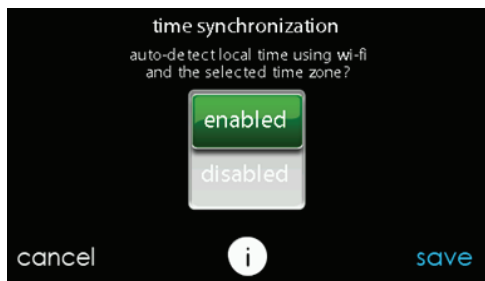 time synchronization
auto-detect local time using wi-fi
and the selected time zone?
enabled
disabled
cancel i save